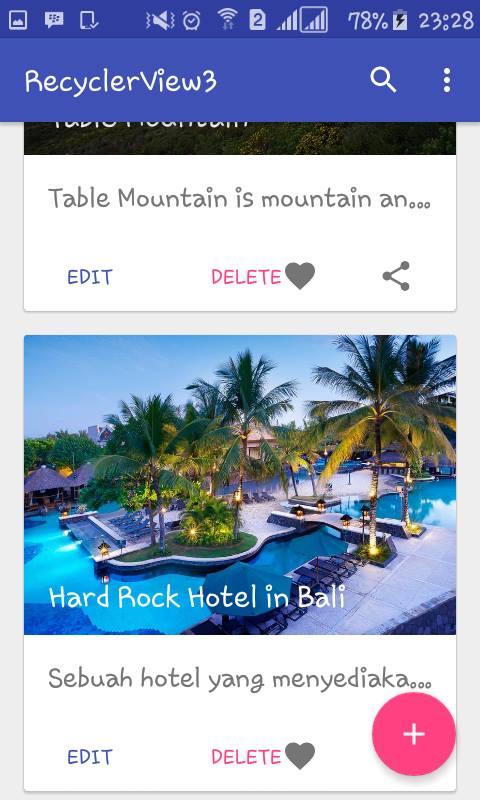 2
78%
23:28
RecyclerView3
Table Mountain
Table Mountain is mountain an...
EDIT
DELETE
Hard Rock Hotel in Bali
Sebuah hotel yang menyediaka...
EDIT
DELETE